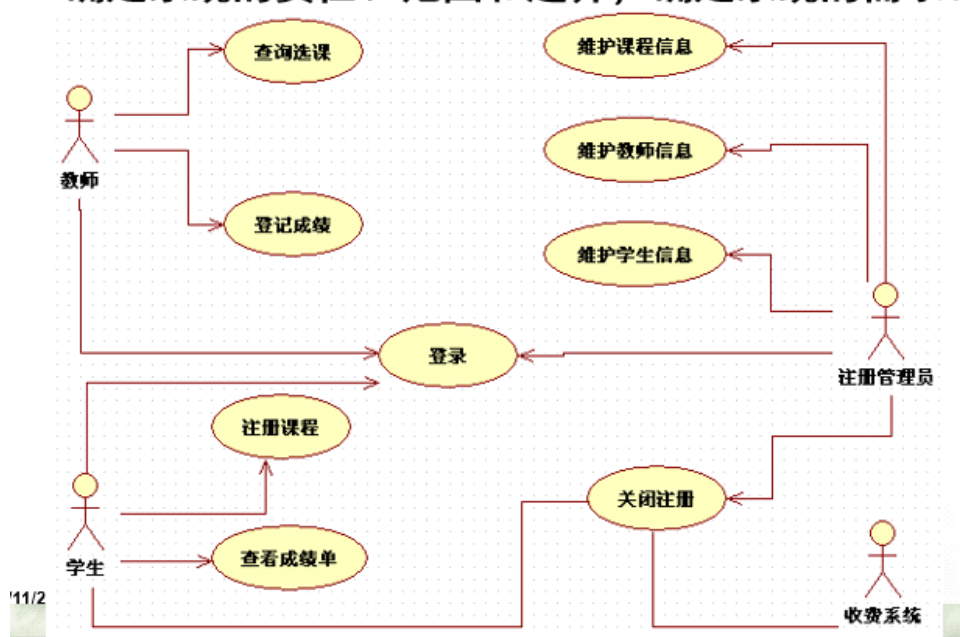 查询选课
维护课程信息
维护教师信息
教师
登记成绩
维护学生信息
登录
注册管理员
注册课程
关闭注册
查看成绩单
学生
11/2
收费系统